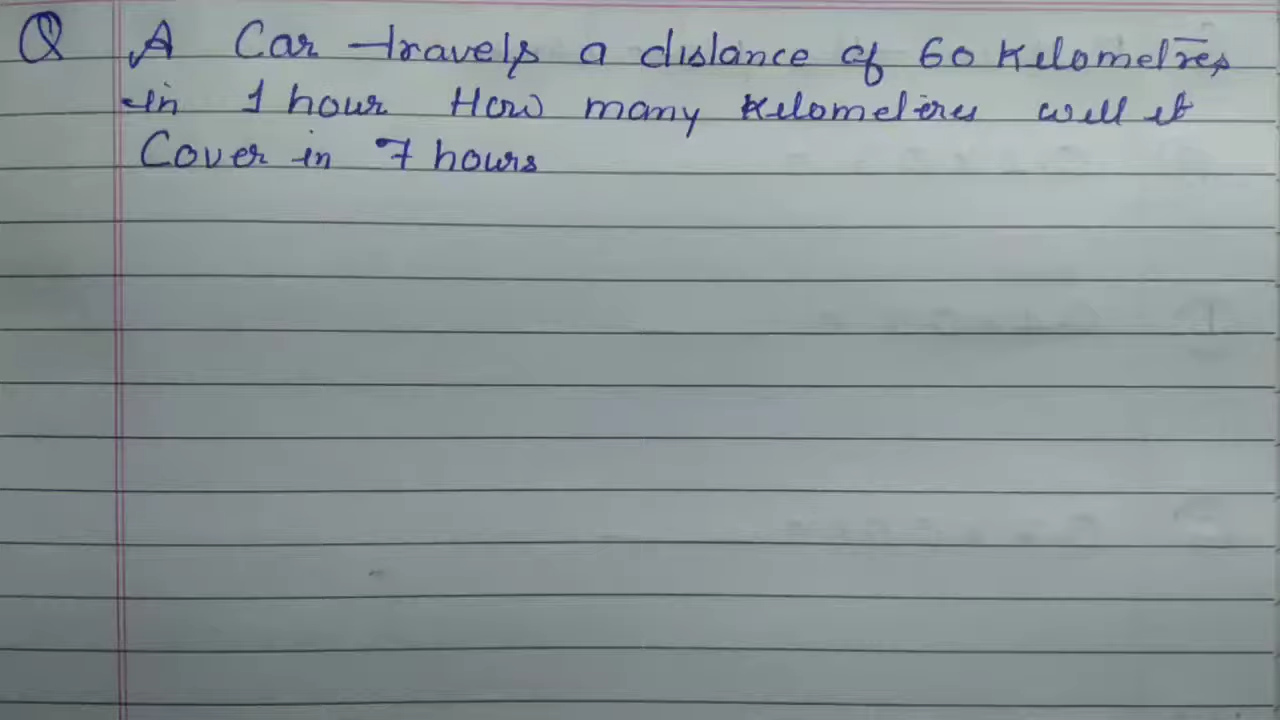 Q A Car travels a distance of 60 Kilometres
in 1 hour How many Kilometres will it
Cover in 7 hours